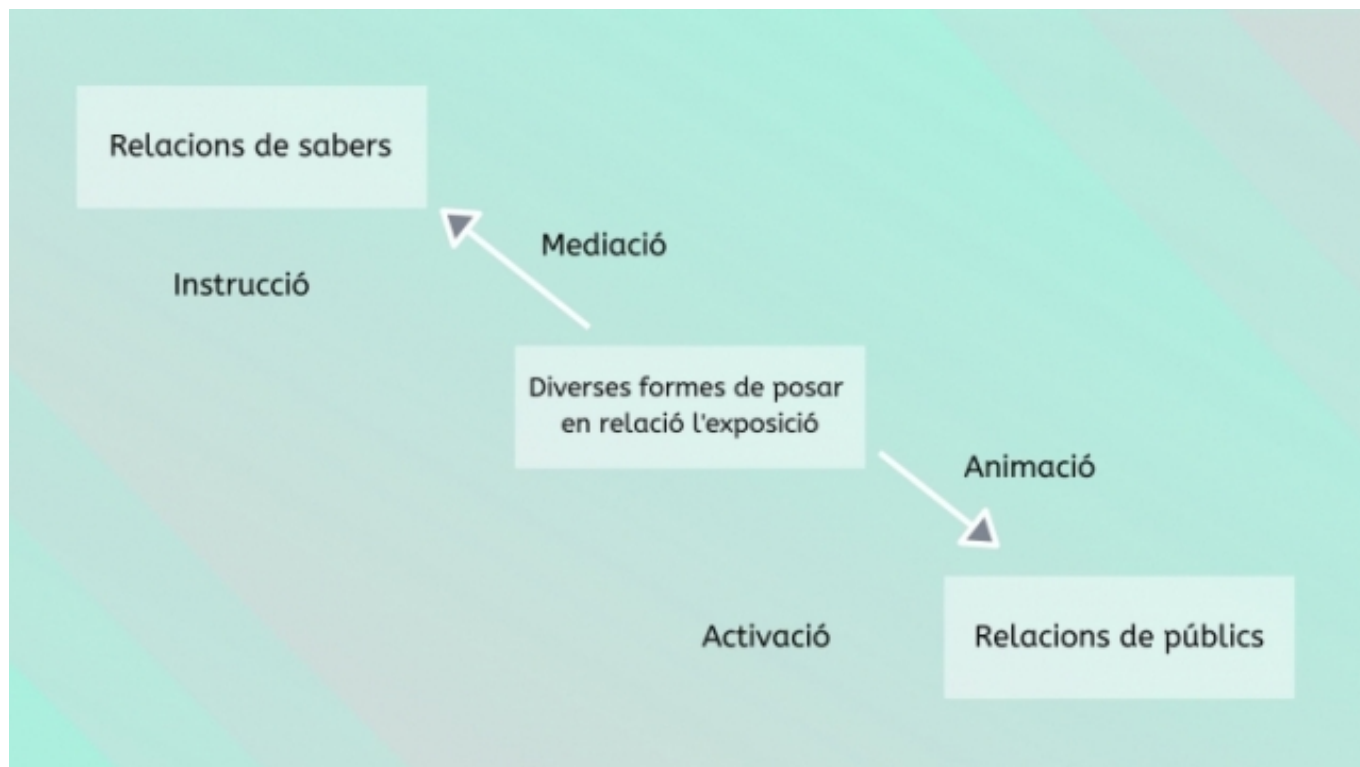 Relacions de sabers
Mediació
Instrucció
Diverses formes de posar
en relació l'exposició
Animació
Activació
Relacions de públics